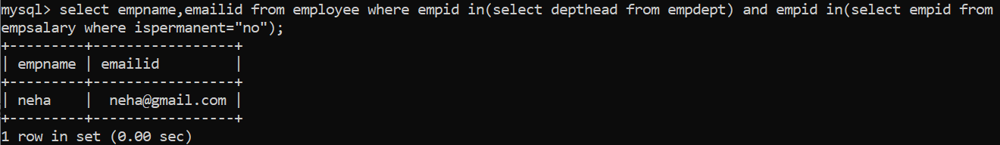 mysql> select empname,emailid from employee where empid in(select depthead from empdept) and empid in(select empid from
empsalary where ispermanent="no");
+---------+-----------------+
| empname | emailid         |
+---------+-----------------+
| neha    |  neha@gmail.com |
+---------+-----------------+
1 row in set (0.00 sec)